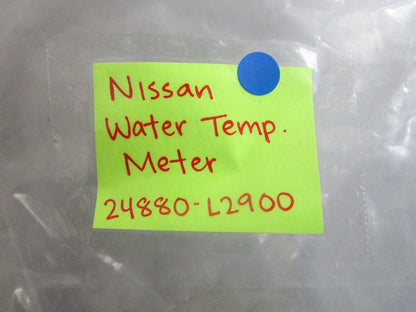 Nissan
Water Temp.
Meter
24880-L2900